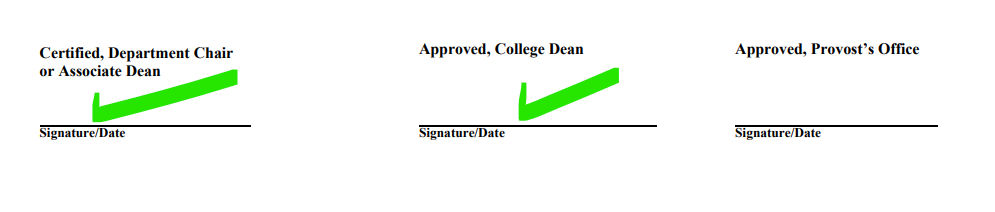 Certified, Department Chair
or Associate Dean
Signature/Date
Approved, College Dean
Signature/Date
Approved, Provost’s Office
Signature/Date